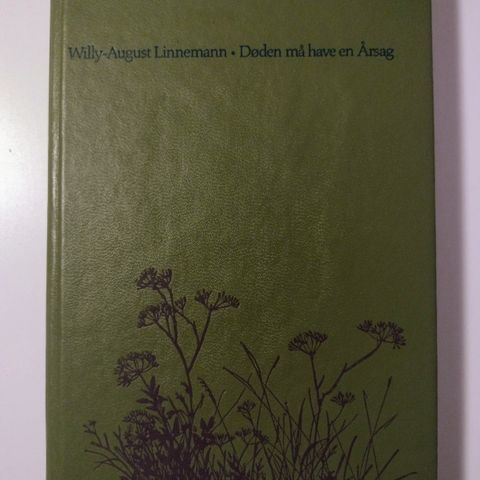 Willy-August Linnemann • Døden må have en Årsag